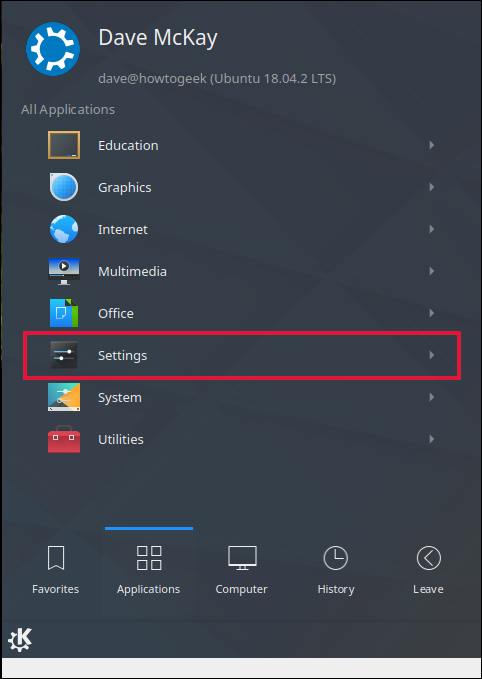 Dave McKay
dave@howtogeek (Ubuntu 18.04.2 LTS)
All Applications
Education
Graphics
Internet
Multimedia
Office
Settings
System
Utilities
Favorites Applications Computer History Leave